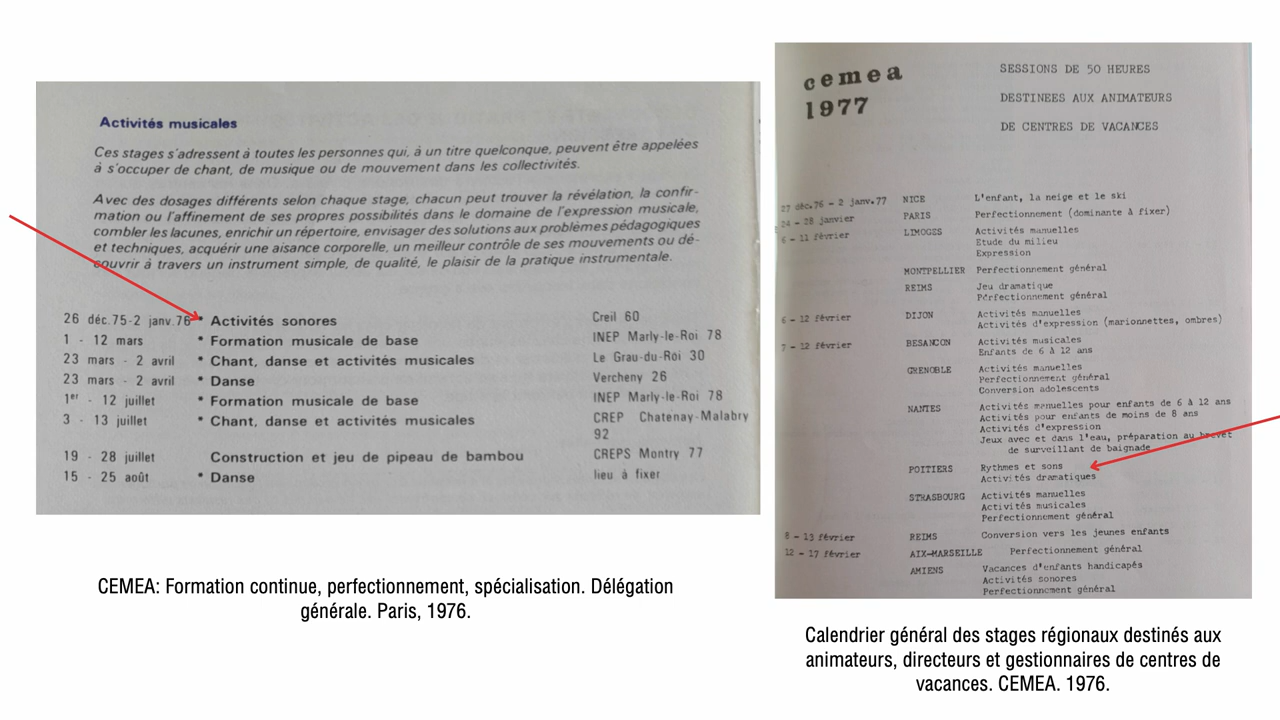 Activités musicales
Ces stages s'adressent à toutes les personnes qui, à un titre quelconque, peuvent être appelées
à s'occuper de chant, de musique ou de mouvement dans les collectivités.
Avec des dosages différents selon chaque stage, chacun peut trouver la révélation, la confir-
mation ou l'affinement de ses propres possibilités dans le domaine de l'expression musicale,
combler les lacunes, enrichir un répertoire, envisager des solutions aux problèmes pédagogiques
et techniques, acquérir une aisance corporelle, un meilleur contrôle de ses mouvements ou dé-
couvrir à travers un instrument simple, de qualité, le plaisir de la pratique instrumentale.
26 déc.75-2 janv.76 * Activités sonores Creil 60
1 - 12 mars * Formation musicale de base INEP Marly-le-Roi 78
23 mars - 2 avril * Chant, danse et activités musicales Le Grau-du-Roi 30
23 mars - 2 avril * Danse Vercheny 26
1er - 12 juillet * Formation musicale de base INEP Marly-le-Roi 78
3 - 13 juillet * Chant, danse et activités musicales CREP Chatenay-Malabry
92
19 - 28 juillet Construction et jeu de pipeau de bambou CREPS Montry 77
15 - 25 août * Danse lieu à fixer
CEMEA: Formation continue, perfectionnement, spécialisation. Délégation
générale. Paris, 1976.
cemea
1977
SESSIONS DE 50 HEURES
DESTINEES AUX ANIMATEURS
DE CENTRES DE VACANCES
27 déc.76 - 2 janv.77 NICE L'enfant, la neige et le ski
24 - 28 janvier PARIS Perfectionnement (dominante à fixer)
6 - 11 février LIMOGES Activités manuelles
Etude du milieu
Expression
MONTPELLIER Perfectionnement général
REIMS Jeu dramatique
Perfectionnement général
6 - 12 février DIJON Activités manuelles
Activités d'expression (marionnettes, ombres)
7 - 12 février BESANCON Activités musicales
Enfants de 6 à 12 ans
GRENOBLE Activités manuelles
Perfectionnement général
Conversion adolescents
NANTES Activités manuelles pour enfants de 6 à 12 ans
Activités pour enfants de moins de 8 ans
Activités d'expression
Jeux avec et dans l'eau, préparation au brevet
de surveillant de baignade
POITIERS Rythmes et sons
Activités dramatiques
STRASBOURG Activités manuelles
Activités musicales
Perfectionnement général
8 - 13 février REIMS Conversion vers les jeunes enfants
12 - 17 février AIX-MARSEILLE Perfectionnement général
AMIENS Vacances d'enfants handicapés
Activités sonores
Perfectionnement général
Calendrier général des stages régionaux destinés aux
animateurs, directeurs et gestionnaires de centres de
vacances. CEMEA. 1976.